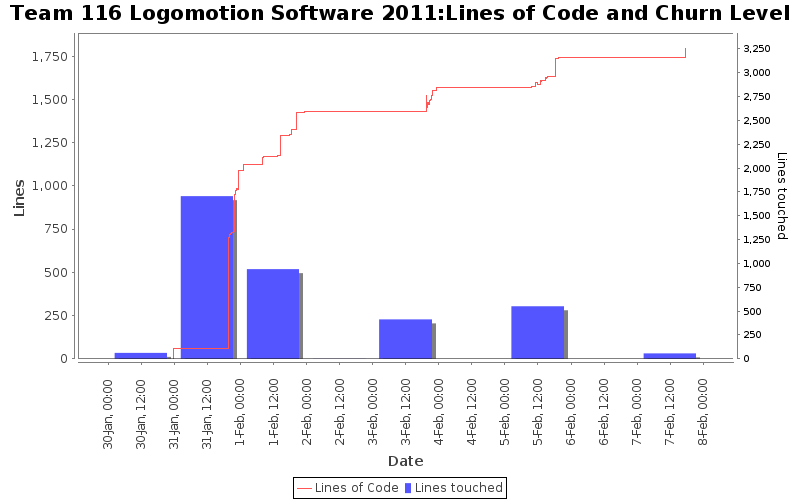 Team 116 Logomotion Software 2011:Lines of Code and Churn Level
Lines
1,750
1,500
1,250
1,000
750
500
250
0
3,250
3,000
2,750
2,500
2,250
2,000
1,750
1,500
1,250
1,000
750
500
250
0
Lines touched
30-Jan, 00:00
30-Jan, 12:00
31-Jan, 00:00
31-Jan, 12:00
1-Feb, 00:00
1-Feb, 12:00
2-Feb, 00:00
2-Feb, 12:00
3-Feb, 00:00
3-Feb, 12:00
4-Feb, 00:00
4-Feb, 12:00
5-Feb, 00:00
5-Feb, 12:00
6-Feb, 00:00
6-Feb, 12:00
7-Feb, 00:00
7-Feb, 12:00
8-Feb, 00:00
Date
Lines of Code Lines touched